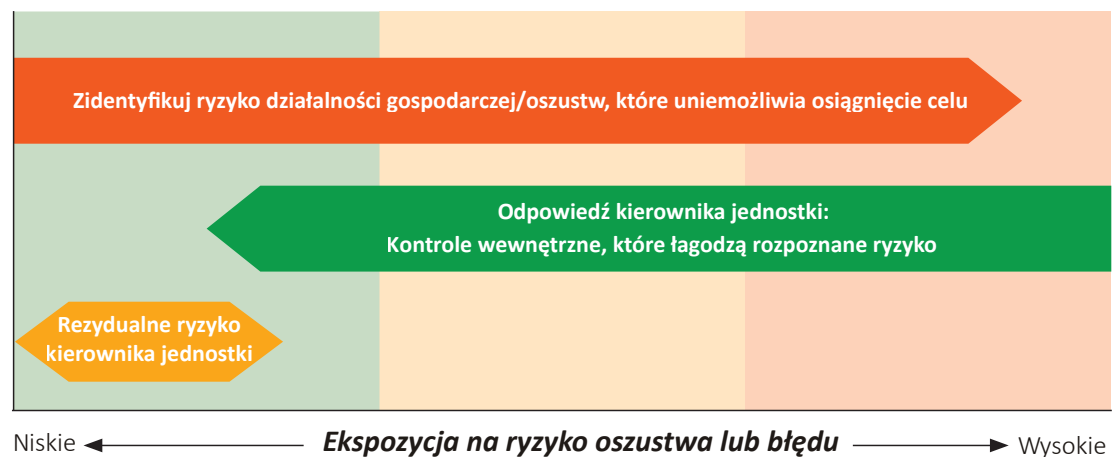 Zidentyfikuj ryzyko działalności gospodarczej/oszustw, które uniemożliwia osiągnięcie celu
Odpowiedź kierownika jednostki:
Kontrole wewnętrzne, które łagodzą rozpoznane ryzyko
Rezydualne ryzyko
kierownika jednostki
Niskie Ekspozycja na ryzyko oszustwa lub błędu Wysokie